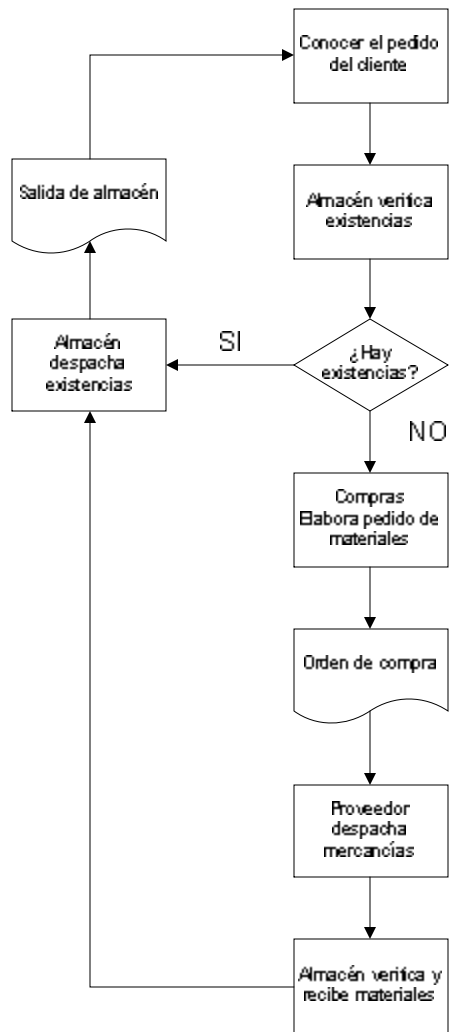 Conocer el pedido
del cliente
Salida de almacén
Almacén verifica
existencias
Almacén
despacha
existencias
SI
¿Hay
existencias?
NO
Compras
Elabora pedido de
materiales
Orden de compra
Proveedor
despacha
mercancías
Almacén verifica y
recibe materiales